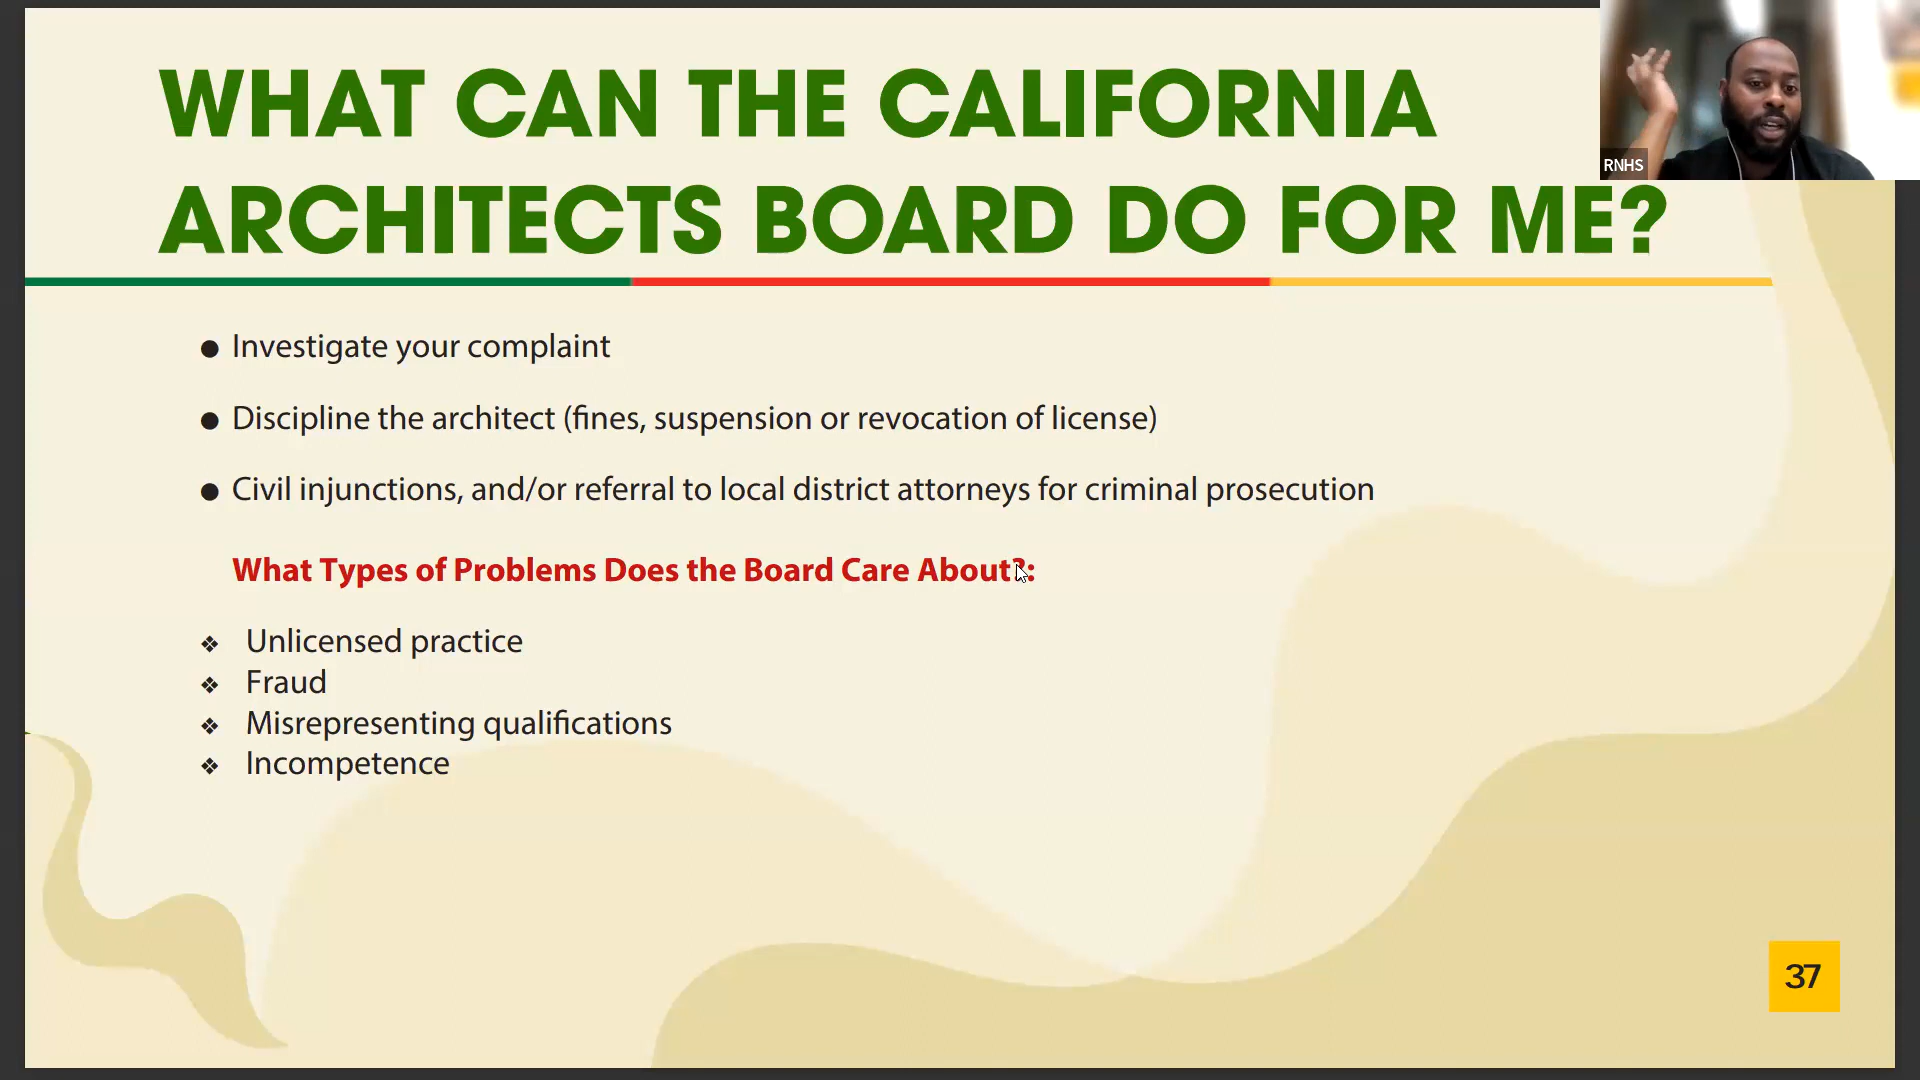 WHAT CAN THE CALIFORNIA
ARCHITECTS BOARD DO FOR ME?
RNHS
● Investigate your complaint
● Discipline the architect (fines, suspension or revocation of license)
● Civil injunctions, and/or referral to local district attorneys for criminal prosecution
What Types of Problems Does the Board Care About?:
❖ Unlicensed practice
❖ Fraud
❖ Misrepresenting qualifications
❖ Incompetence
37